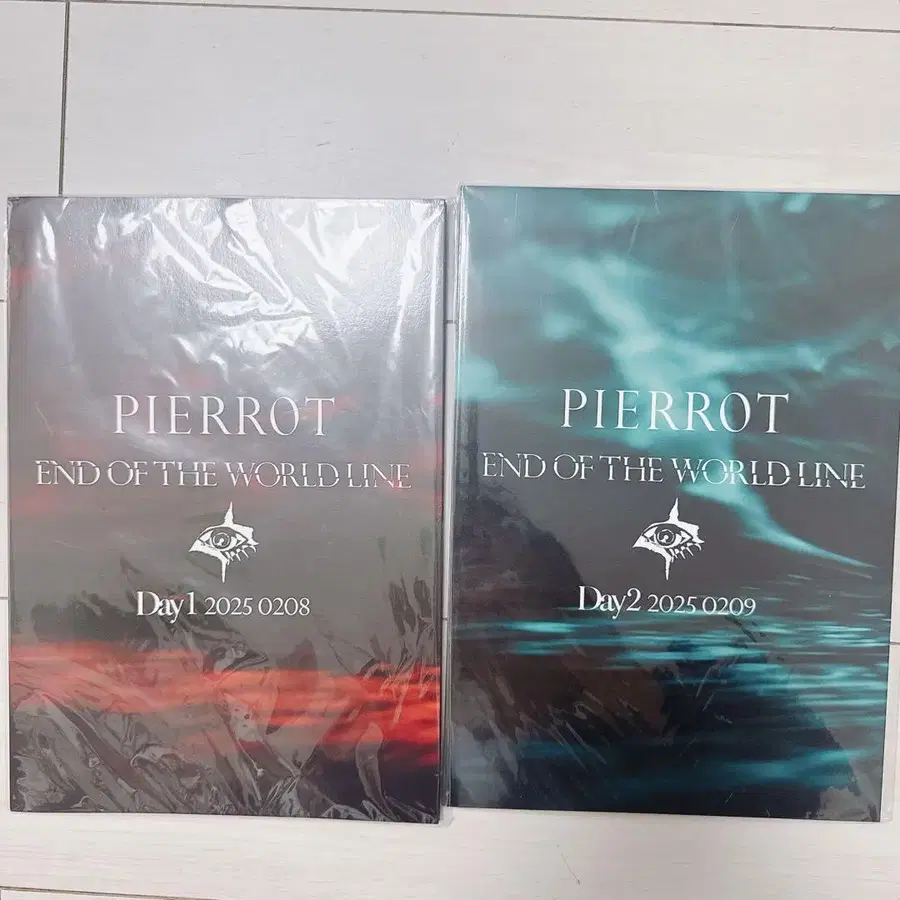 PIERROT
END OF THE WORLD LINE
Day1 2025 0208
PIERROT
END OF THE WORLD LINE
Day2 2025 0209